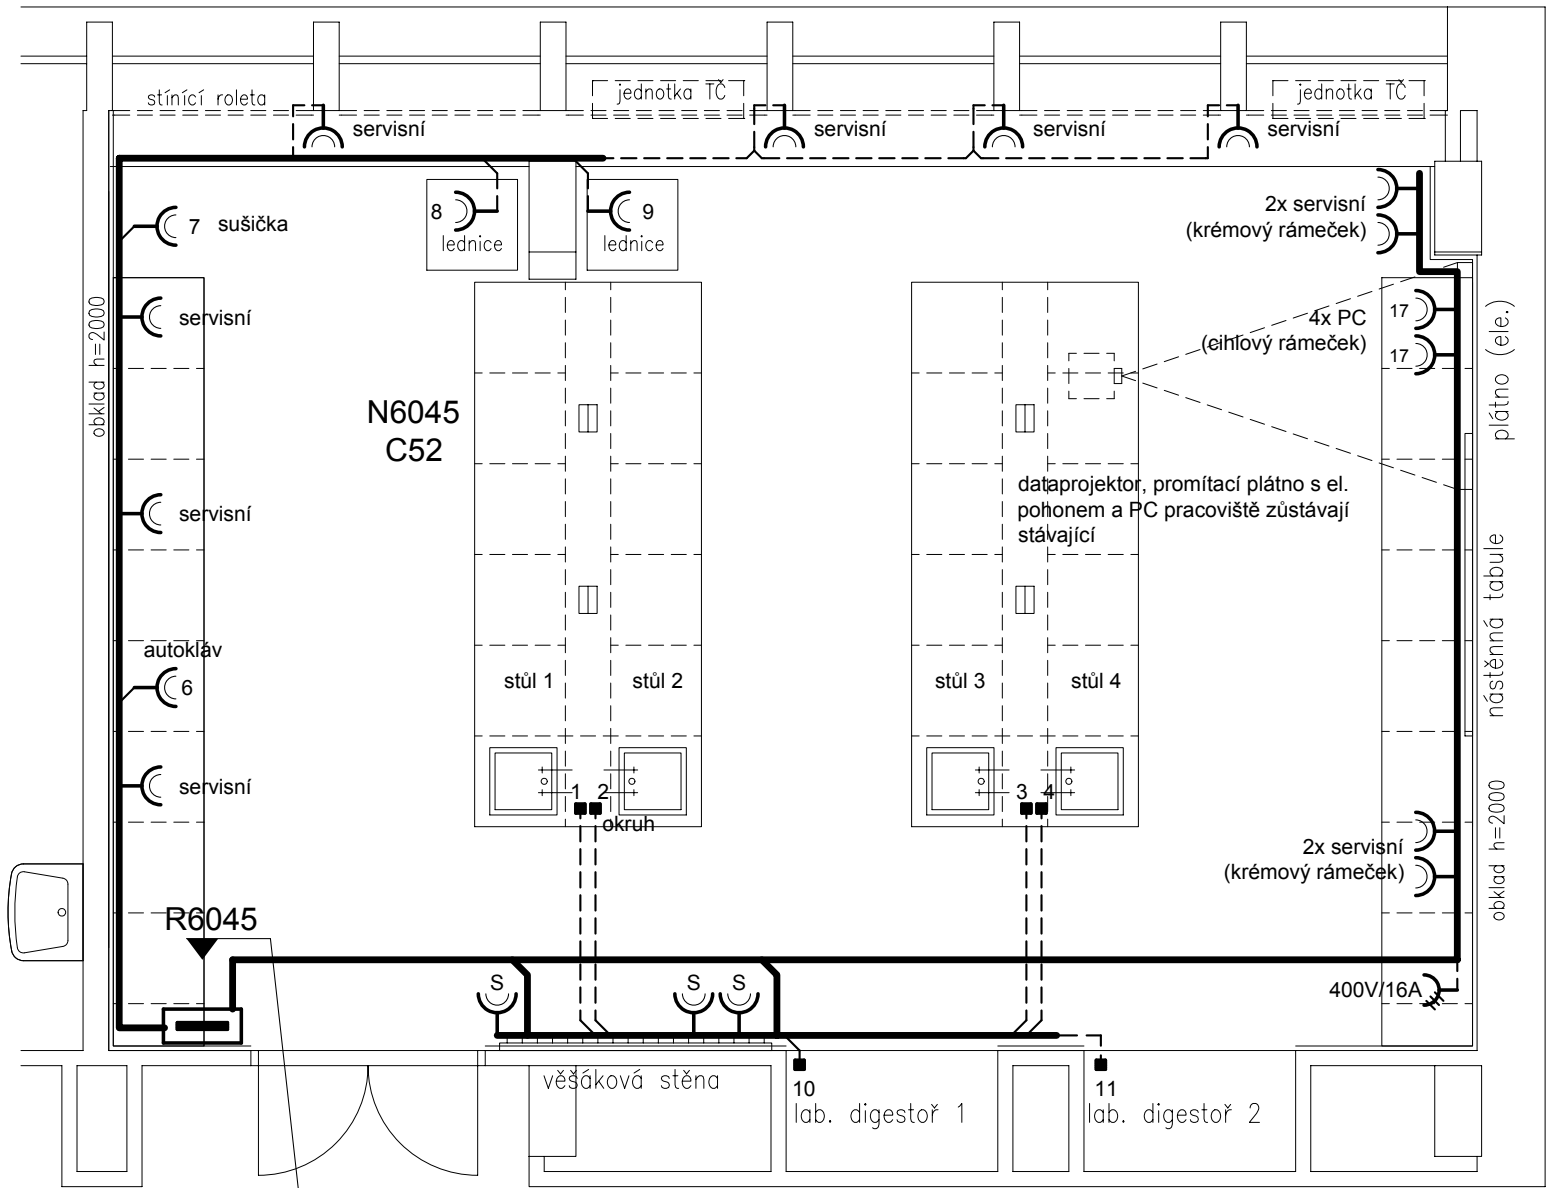 stínící roleta
jednotka TČ
jednotka TČ
servisní
servisní
servisní
servisní
7 sušička
8
lednice
9
lednice
2x servisní
(krémový rámeček)
servisní
obklad h=2000
4x PC
(cihlový rámeček)
17
17
plátno (ele.)
N6045
C52
dataprojektor, promítací plátno s el.
pohonem a PC pracoviště zůstávají
stávající
servisní
nástěnná tabule
autokláv
6
stůl 1
stůl 2
stůl 3
stůl 4
servisní
1
2
okruh
3
4
2x servisní
(krémový rámeček)
obklad h=2000
R6045
S
S
S
400V/16A
věšáková stěna
10
lab. digestoř 1
11
lab. digestoř 2